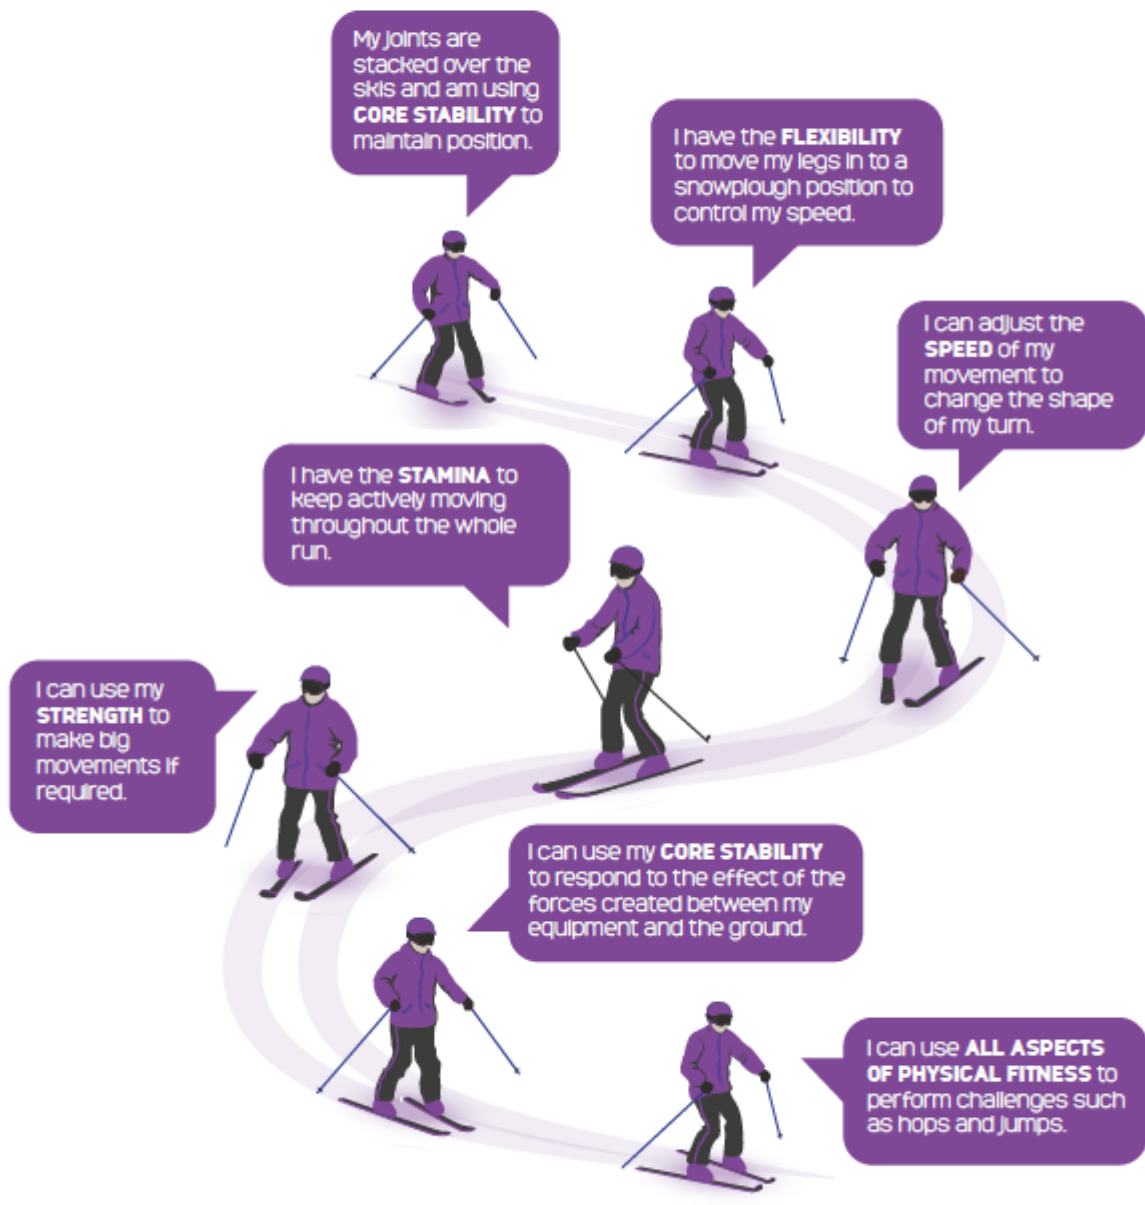 My joints are
stacked over the
skis and am using
CORE STABILITY to
maintain position.
I have the FLEXIBILITY
to move my legs in to a
snowplough position to
control my speed.
I can adjust the
SPEED of my
movement to
change the shape
of my turn.
I have the STAMINA to
keep actively moving
throughout the whole
run.
I can use my
STRENGTH to
make big
movements if
required.
I can use my CORE STABILITY
to respond to the effect of the
forces created between my
equipment and the ground.
I can use ALL ASPECTS
OF PHYSICAL FITNESS to
perform challenges such
as hops and jumps.